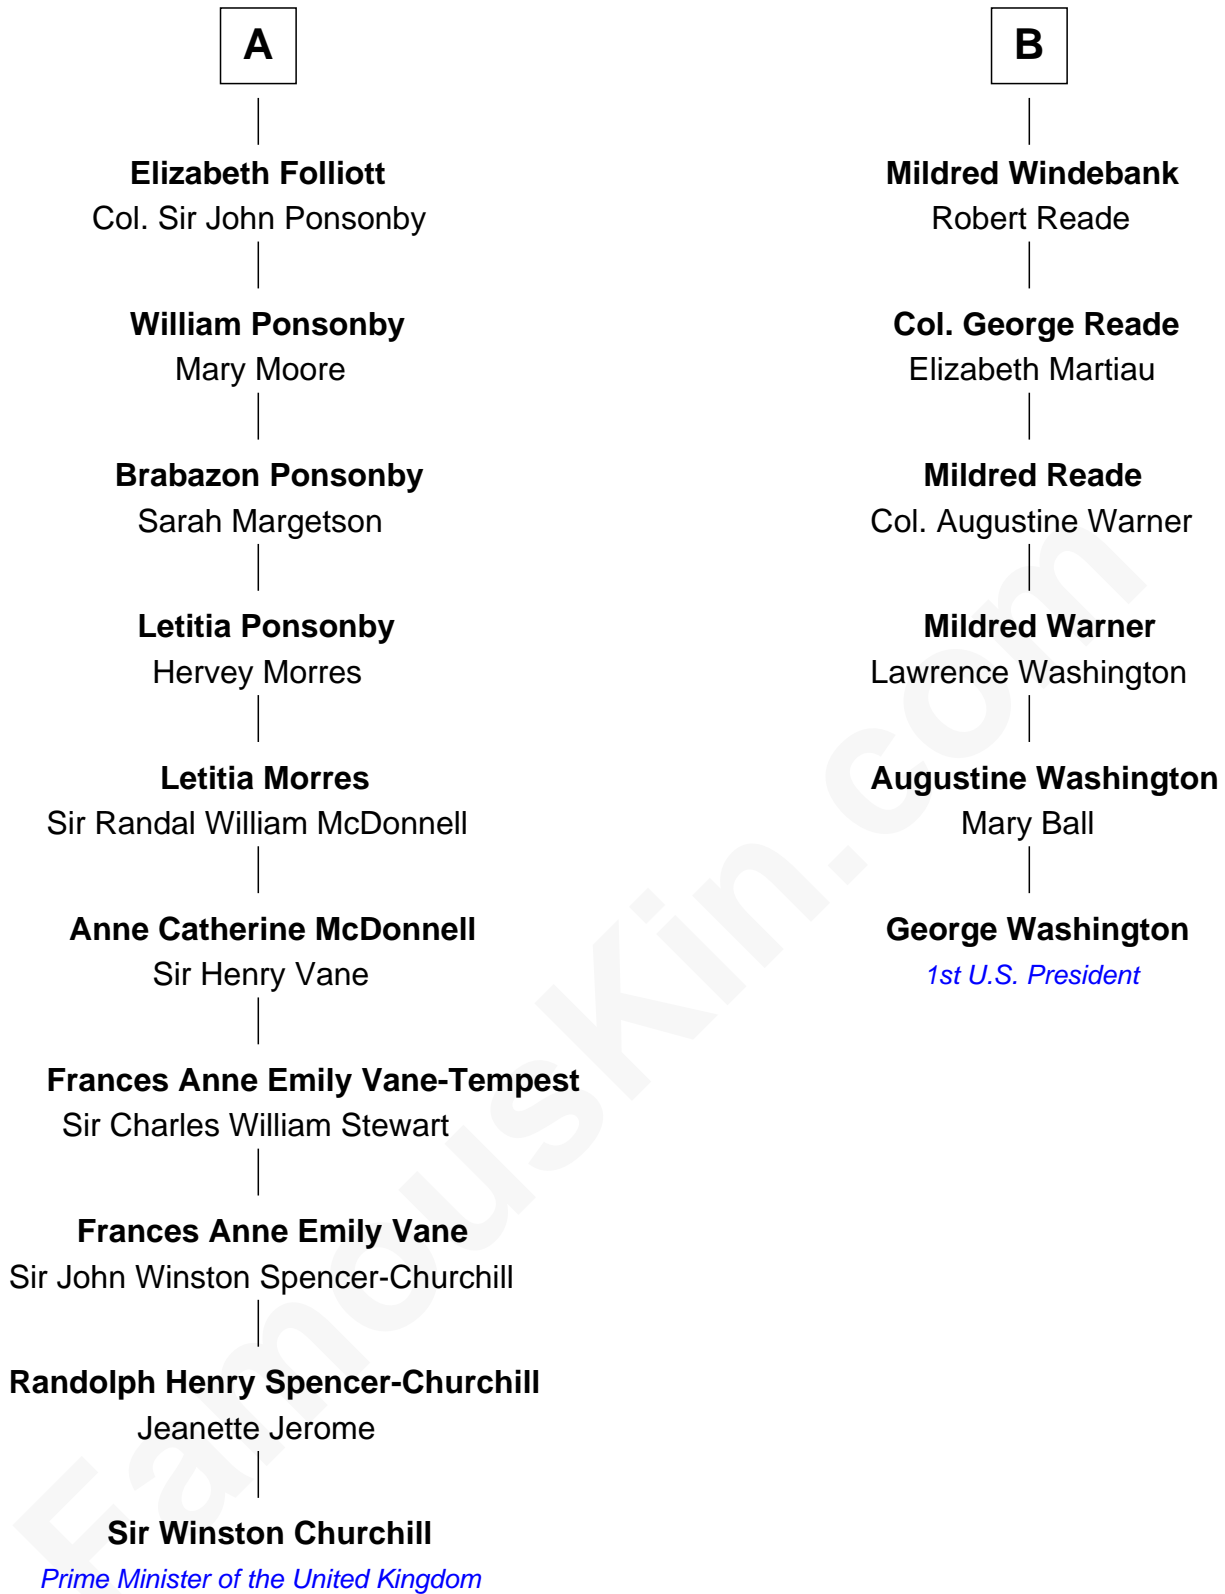 A
Elizabeth Folliott
Col. Sir John Ponsonby
William Ponsonby
Mary Moore
Brabazon Ponsonby
Sarah Margetson
Letitia Ponsonby
Hervey Morres
Letitia Morres
Sir Randal William McDonnell
Anne Catherine McDonnell
Sir Henry Vane
Frances Anne Emily Vane-Tempest
Sir Charles William Stewart
Frances Anne Emily Vane
Sir John Winston Spencer-Churchill
Randolph Henry Spencer-Churchill
Jeanette Jerome
Sir Winston Churchill
Prime Minister of the United Kingdom
B
Mildred Windebank
Robert Reade
Col. George Reade
Elizabeth Martiau
Mildred Reade
Col. Augustine Warner
Mildred Warner
Lawrence Washington
Augustine Washington
Mary Ball
George Washington
1st U.S. President
FamousKin.com